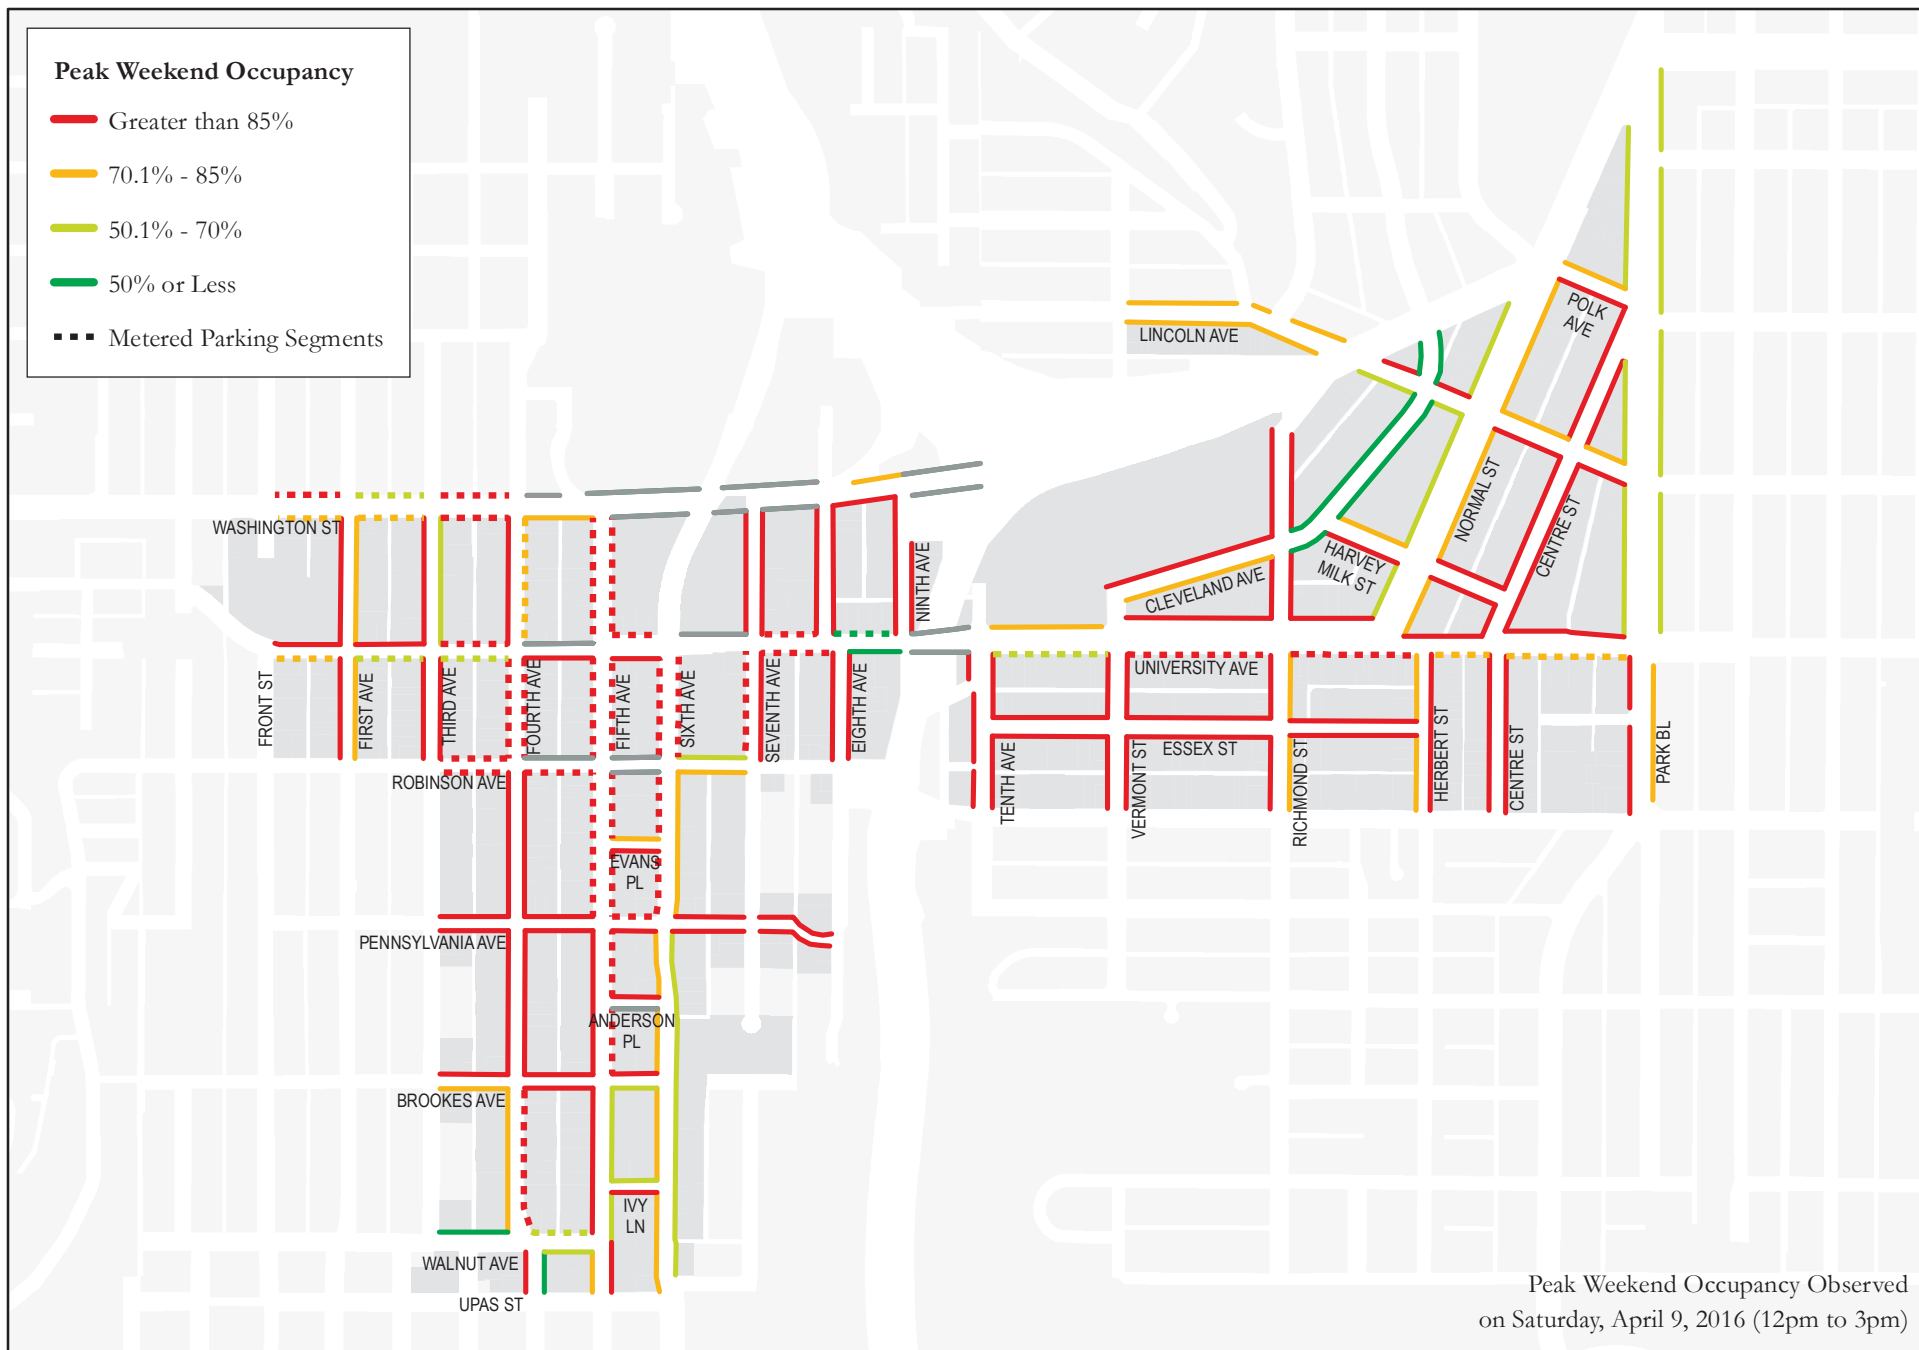 Peak Weekend Occupancy
Greater than 85%
70.1% - 85%
50.1% - 70%
50% or Less
Metered Parking Segments
POLK
AVE
LINCOLN AVE
WASHINGTON ST
NORMAL ST
CENTRE ST
HARVEY
MILK ST
CLEVELAND AVE
NINTH AVE
FRONT ST
FIRST AVE
THIRD AVE
FOURTH AVE
FIFTH AVE
SIXTH AVE
SEVENTH AVE
EIGHTH AVE
UNIVERSITY AVE
ESSEX ST
TENTH AVE
VERMONT ST
RICHMOND ST
HERBERT ST
CENTRE ST
PARK BL
ROBINSON AVE
EVANS
PL
PENNSYLVANIA AVE
ANDERSON
PL
BROOKES AVE
IVY
LN
WALNUT AVE
UPAS ST
Peak Weekend Occupancy Observed
on Saturday, April 9, 2016 (12pm to 3pm)